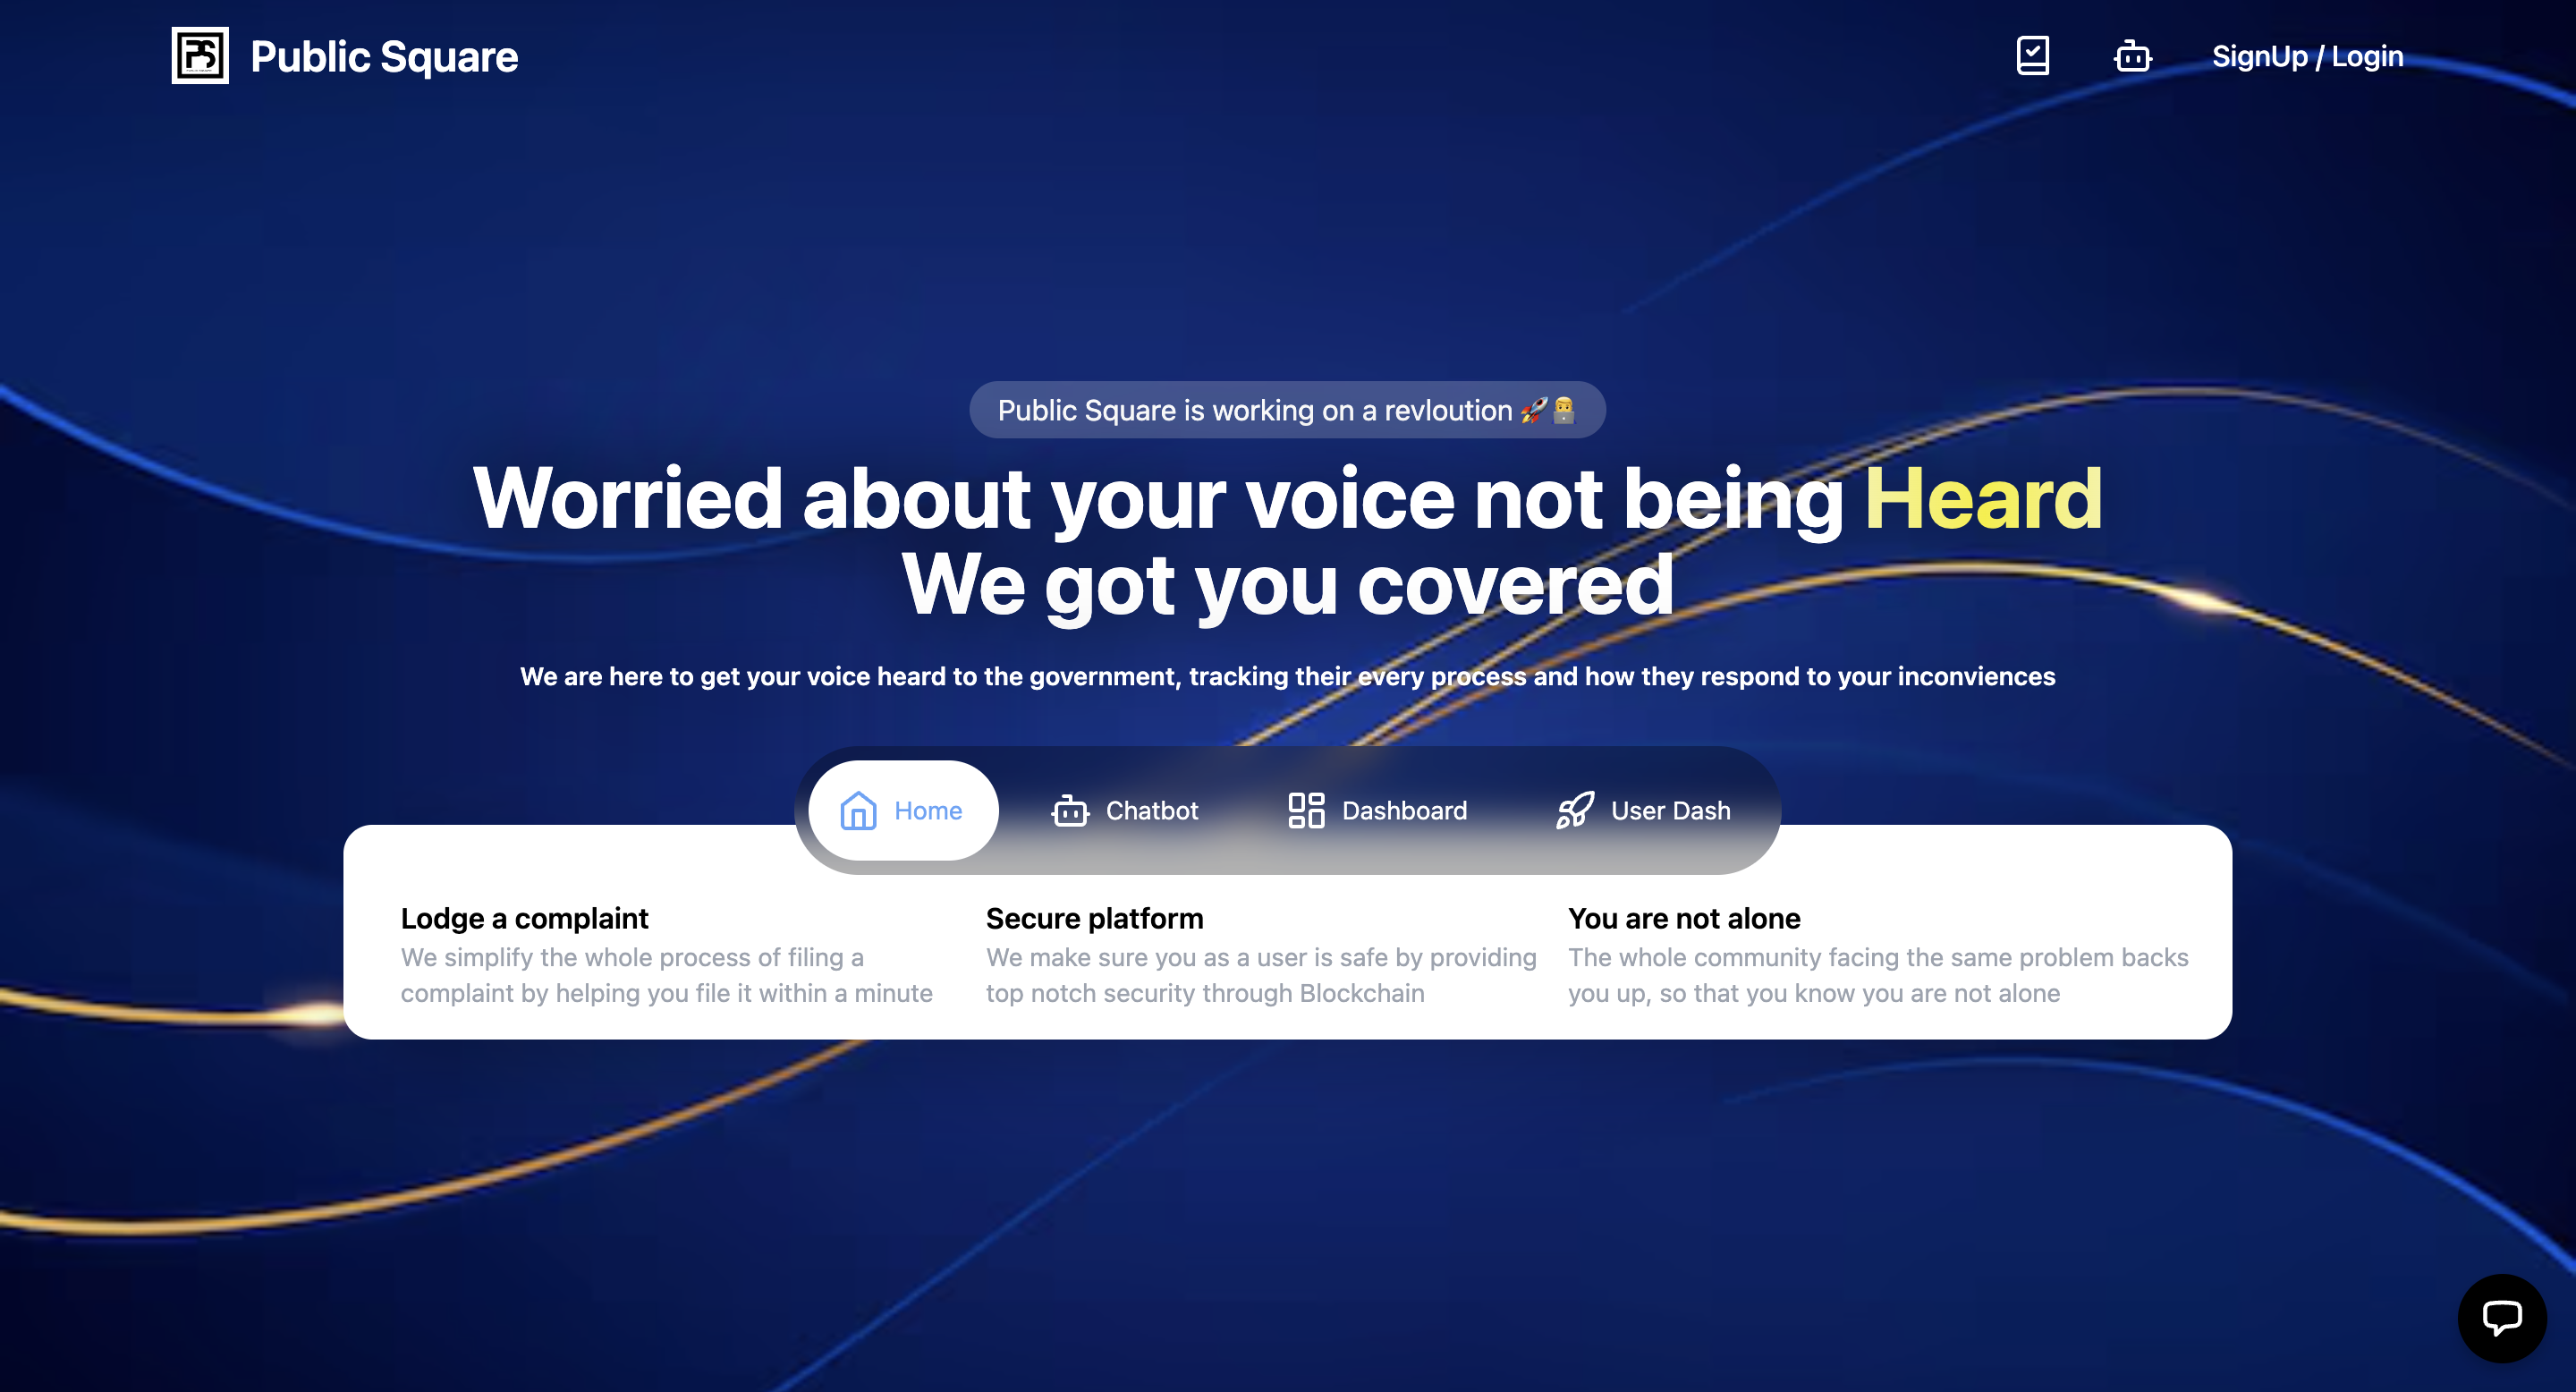 PS
Public Square
SignUp / Login
Public Square is working on a revloution 🚀👨‍💻
Worried about your voice not being Heard
We got you covered
We are here to get your voice heard to the government, tracking their every process and how they respond to your inconviences
Home
Chatbot
Dashboard
User Dash
Lodge a complaint
We simplify the whole process of filing a
complaint by helping you file it within a minute
Secure platform
We make sure you as a user is safe by providing
top notch security through Blockchain
You are not alone
The whole community facing the same problem backs
you up, so that you know you are not alone